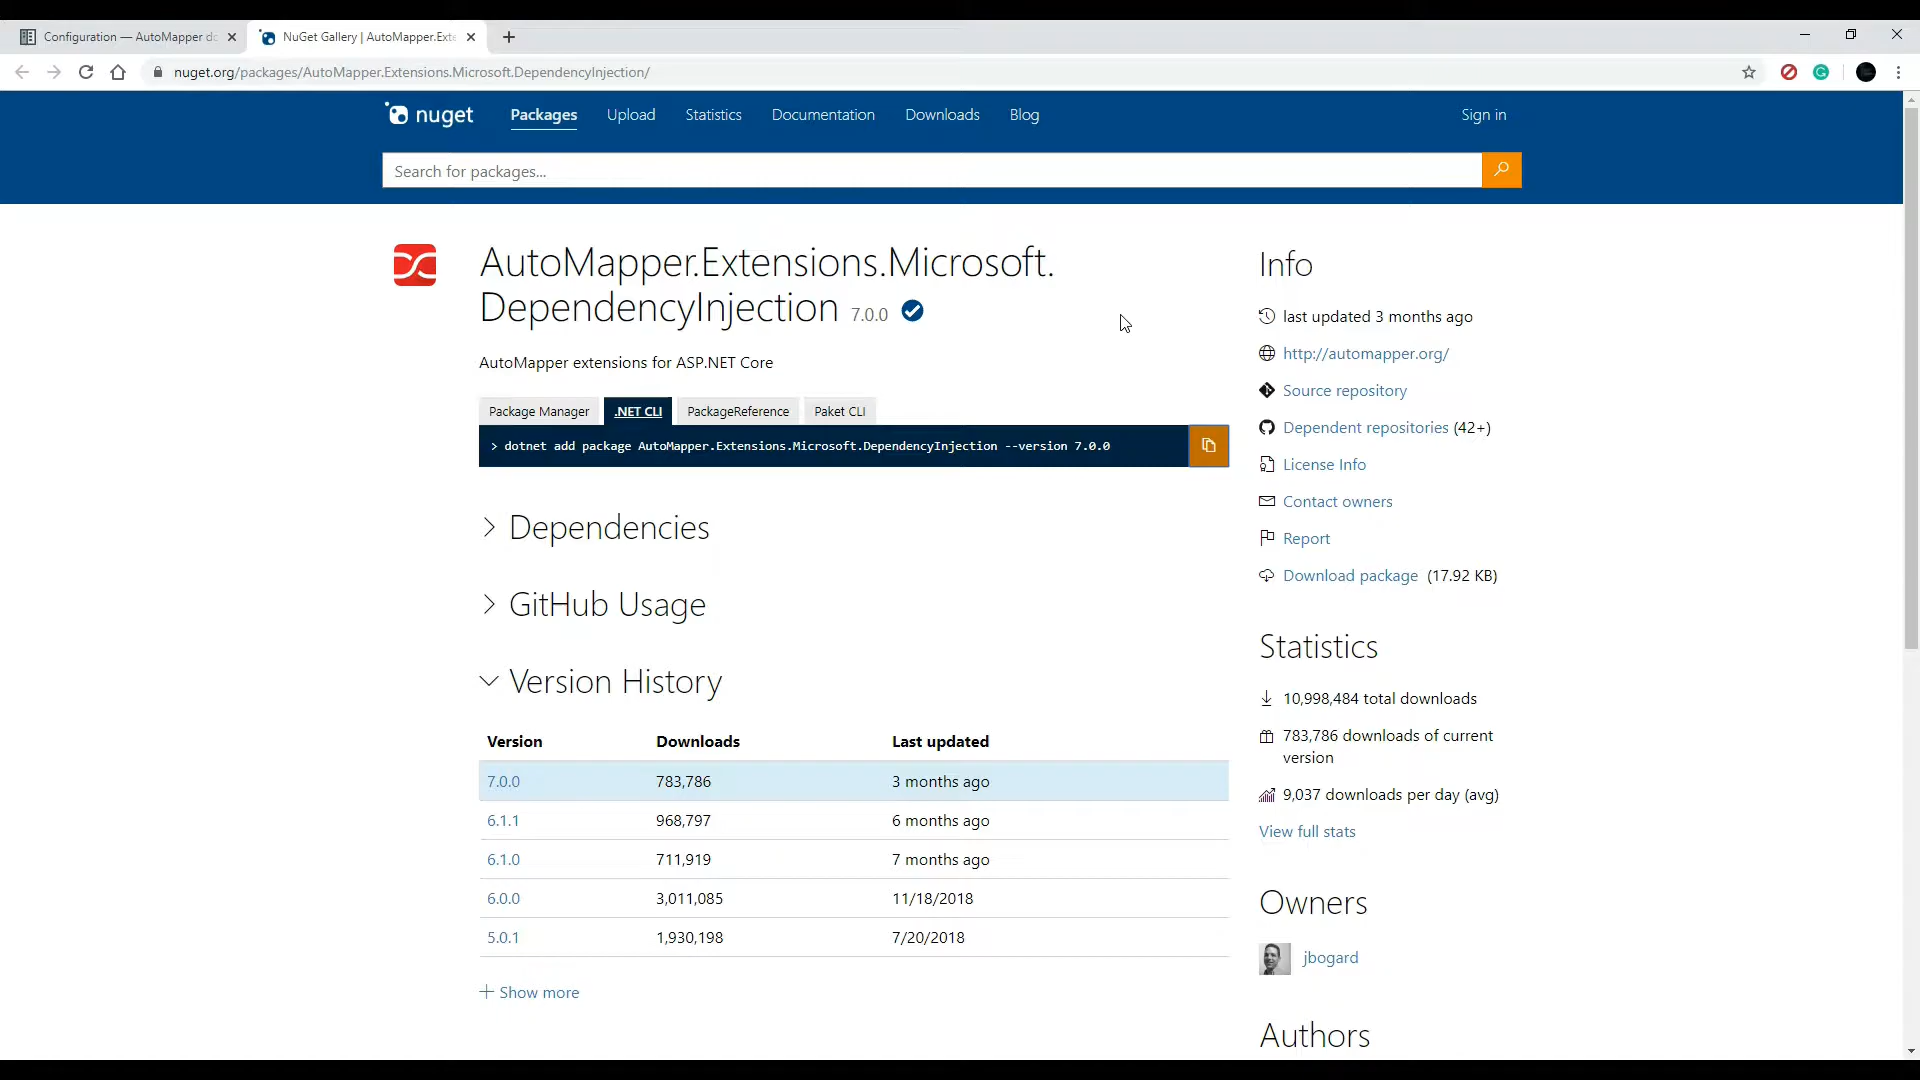 Configuration — AutoMapper do
NuGet Gallery | AutoMapper.Exte
nuget.org/packages/AutoMapper.Extensions.Microsoft.DependencyInjection/
nuget
Packages
Upload
Statistics
Documentation
Downloads
Blog
Sign in
Search for packages...
AutoMapper.Extensions.Microsoft.
DependencyInjection 7.0.0
AutoMapper extensions for ASP.NET Core
Package Manager
.NET CLI
PackageReference
Paket CLI
> dotnet add package AutoMapper.Extensions.Microsoft.DependencyInjection --version 7.0.0
Dependencies
GitHub Usage
Version History
Version Downloads Last updated
7.0.0 783,786 3 months ago
6.1.1 968,797 6 months ago
6.1.0 711,919 7 months ago
6.0.0 3,011,085 11/18/2018
5.0.1 1,930,198 7/20/2018
Show more
Info
last updated 3 months ago
http://automapper.org/
Source repository
Dependent repositories (42+)
License Info
Contact owners
Report
Download package (17.92 KB)
Statistics
10,998,484 total downloads
783,786 downloads of current
version
9,037 downloads per day (avg)
View full stats
Owners
jbogard
Authors